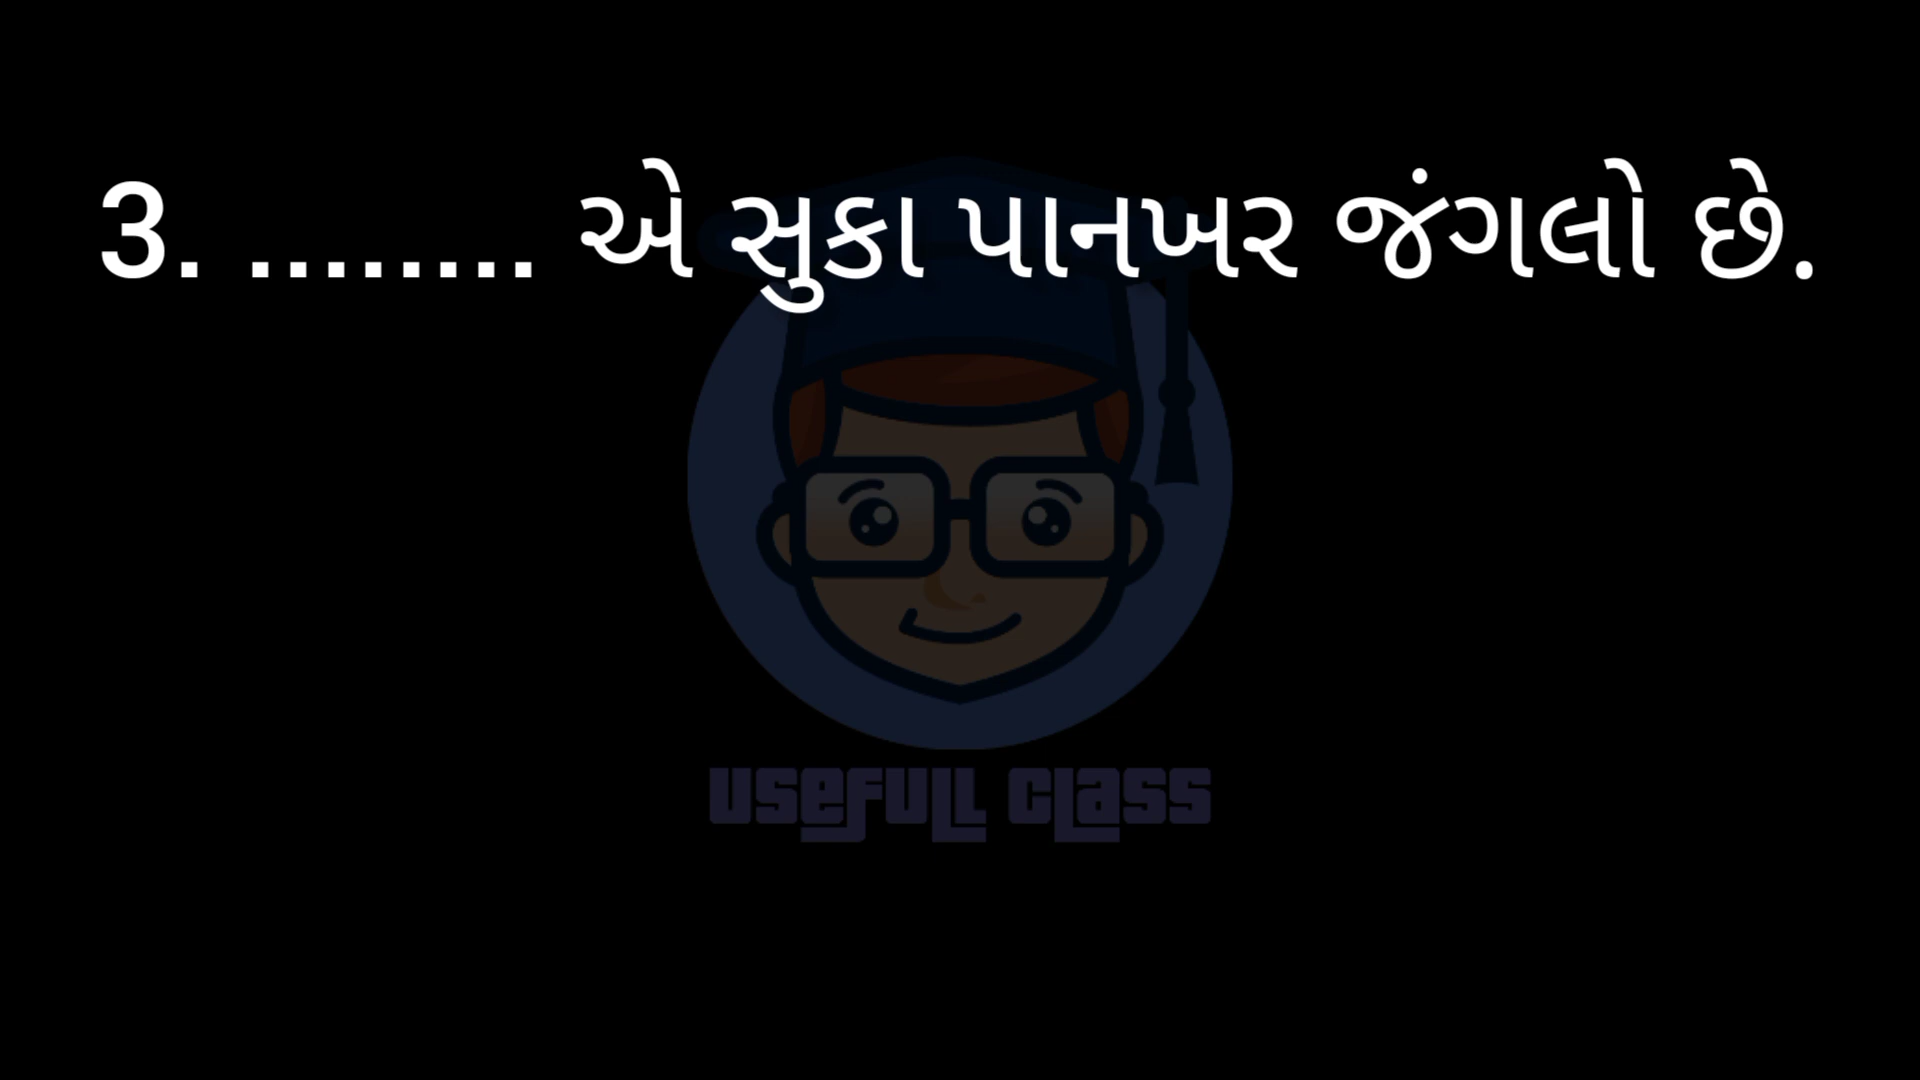 3. ........ એ સુકા પાનખર જંગલો છે.
USEFULL CLASS